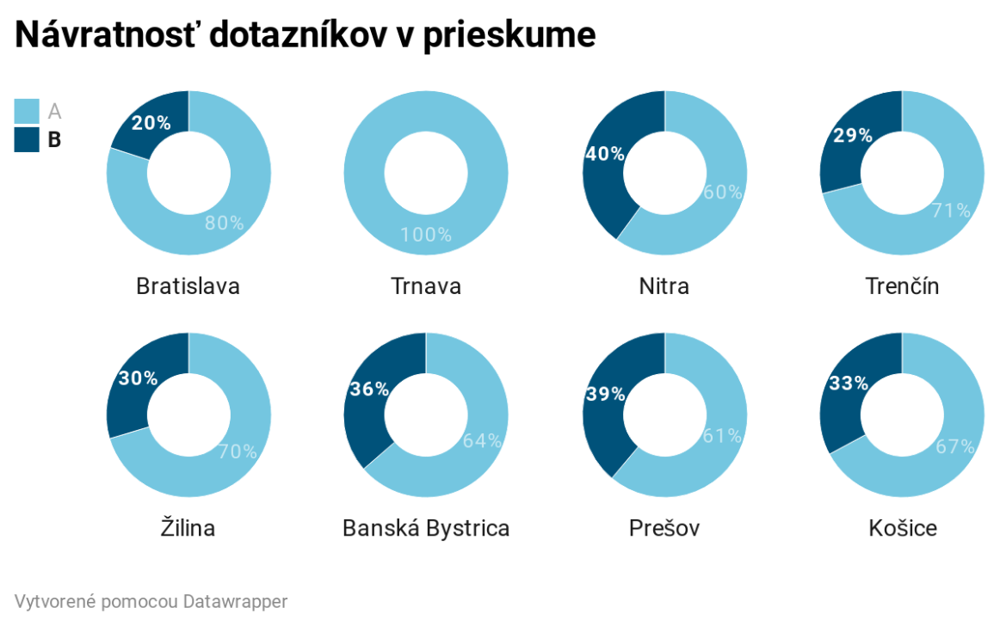 Návratnosť dotazníkov v prieskume
A
B
20%
80%
Bratislava
100%
Trnava
40%
60%
Nitra
29%
71%
Trenčín
30%
70%
Žilina
36%
64%
Banská Bystrica
39%
61%
Prešov
33%
67%
Košice
Vytvorené pomocou Datawrapper